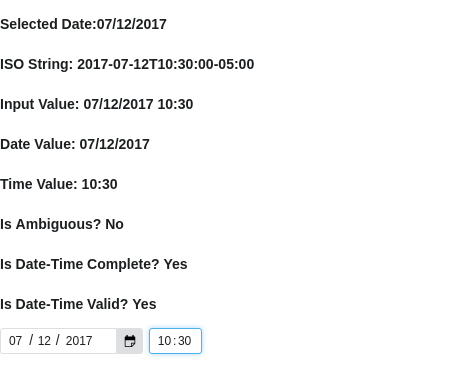 Selected Date:07/12/2017
ISO String: 2017-07-12T10:30:00-05:00
Input Value: 07/12/2017 10:30
Date Value: 07/12/2017
Time Value: 10:30
Is Ambiguous? No
Is Date-Time Complete? Yes
Is Date-Time Valid? Yes
07 / 12 / 2017 10:30